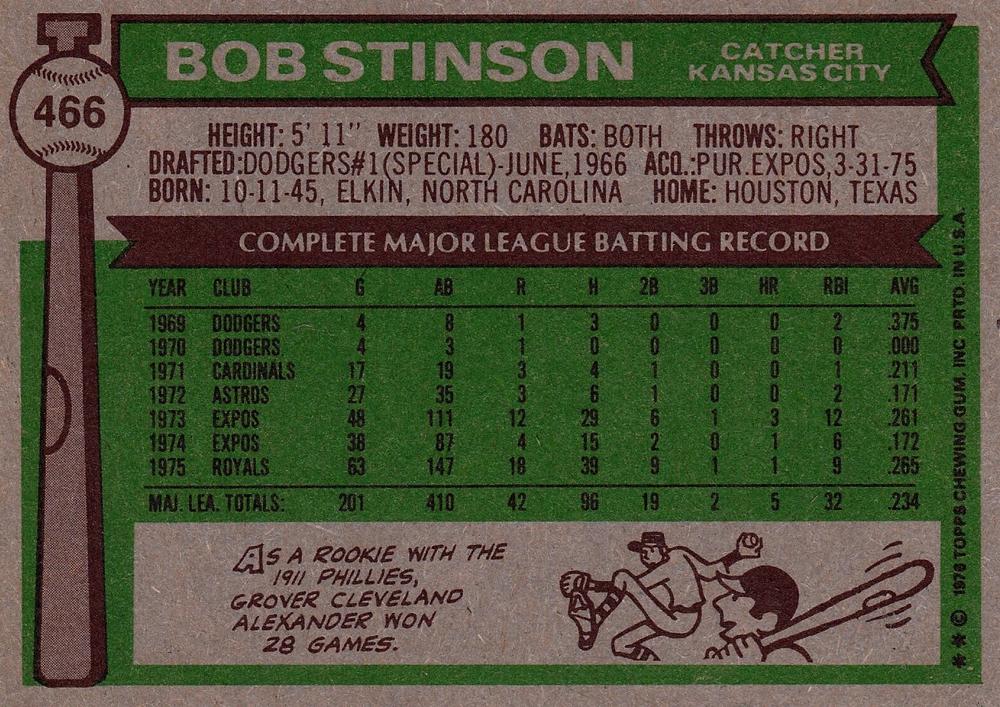 BOB STINSON
CATCHER
KANSAS CITY
466
HEIGHT: 5' 11" WEIGHT: 180 BATS: BOTH THROWS: RIGHT
DRAFTED:DODGERS#1(SPECIAL)-JUNE,1966 ACQ.:PUR.EXPOS,3-31-75
BORN: 10-11-45, ELKIN, NORTH CAROLINA HOME: HOUSTON, TEXAS
COMPLETE MAJOR LEAGUE BATTING RECORD
YEAR CLUB G AB R H 2B 3B HR RBI AVG
1969 DODGERS 4 8 1 3 0 0 0 2 .375
1970 DODGERS 4 3 1 0 0 0 0 0 .000
1971 CARDINALS 17 19 3 4 1 0 0 1 .211
1972 ASTROS 27 35 3 6 1 0 0 2 .171
1973 EXPOS 48 111 12 29 6 1 3 12 .261
1974 EXPOS 38 87 4 15 2 0 1 6 .172
1975 ROYALS 63 147 18 39 9 1 1 9 .265
MAJ. LEA. TOTALS: 201 410 42 96 19 2 5 32 .234
AS A ROOKIE WITH THE
1911 PHILLIES,
GROVER CLEVELAND
ALEXANDER WON
28 GAMES.
** © 1976 TOPPS CHEWING GUM, INC PRTD. IN U.S.A.